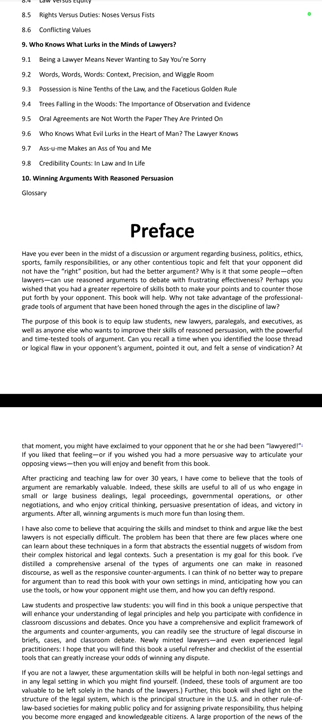 8.4 Law versus Equity
8.5 Rights Versus Duties: Noses Versus Fists
8.6 Conflicting Values
9. Who Knows What Lurks in the Minds of Lawyers?
9.1 Being a Lawyer Means Never Wanting to Say You're Sorry
9.2 Words, Words, Words: Context, Precision, and Wiggle Room
9.3 Possession is Nine Tenths of the Law, and the Facetious Golden Rule
9.4 Trees Falling in the Woods: The Importance of Observation and Evidence
9.5 Oral Agreements are Not Worth the Paper They Are Printed On
9.6 Who Knows What Evil Lurks in the Heart of Man? The Lawyer Knows
9.7 Ass-u-me Makes an Ass of You and Me
9.8 Credibility Counts: In Law and In Life
10. Winning Arguments With Reasoned Persuasion
Glossary
Preface
Have you ever been in the midst of a discussion or argument regarding business, politics, ethics,
sports, family responsibilities, or any other contentious topic and felt that your opponent did
not have the "right" position, but had the better argument? Why is it that some people—often
lawyers—can use reasoned arguments to debate with frustrating effectiveness? Perhaps you
wished that you had a greater repertoire of skills both to make your points and to counter those
put forth by your opponent. This book will help. Why not take advantage of the professional-
grade tools of argument that have been honed through the ages in the discipline of law?
The purpose of this book is to equip law students, new lawyers, paralegals, and executives, as
well as anyone else who wants to improve their skills of reasoned persuasion, with the powerful
and time-tested tools of argument. Can you recall a time when you identified the loose thread
or logical flaw in your opponent's argument, pointed it out, and felt a sense of vindication? At
that moment, you might have exclaimed to your opponent that he or she had been "lawyered!"
If you liked that feeling—or if you wished you had a more persuasive way to articulate your
opposing views—then you will enjoy and benefit from this book.
After practicing and teaching law for over 30 years, I have come to believe that the tools of
argument are remarkably valuable. Indeed, these skills are useful to all of us who engage in
small or large business dealings, legal proceedings, governmental operations, or other
negotiations, and who enjoy critical thinking, persuasive presentation of ideas, and victory in
arguments. After all, winning arguments is much more fun than losing them.
I have also come to believe that acquiring the skills and mindset to think and argue like the best
lawyers is not especially difficult. The problem has been that there are few places where one
can learn about these techniques in a form that abstracts the essential nuggets of wisdom from
their complex historical and legal contexts. Such a presentation is my goal for this book. I've
distilled a comprehensive arsenal of the types of arguments one can make in reasoned
discourse, as well as the responsive counter-arguments. I can think of no better way to prepare
for argument than to read this book with your own settings in mind, anticipating how you can
use the tools, or how your opponent might use them, and how you can deftly respond.
Law students and prospective law students: you will find in this book a unique perspective that
will enhance your understanding of legal principles and help you participate with confidence in
classroom discussions and debates. Once you have a comprehensive and explicit framework of
the arguments and counter-arguments, you can readily see the structure of legal discourse in
briefs, cases, and classroom debate. Newly minted lawyers—and even experienced legal
practitioners: I hope that you will find this book a useful refresher and checklist of the essential
tools that can greatly increase your odds of winning any dispute.
If you are not a lawyer, these argumentation skills will be helpful in both non-legal settings and
in any legal setting in which you might find yourself. (Indeed, these tools of argument are too
valuable to be left solely in the hands of the lawyers.) Further, this book will shed light on the
structure of the legal system, which is the principal structure in the U.S. and in other rule-of-
law-based societies for making public policy and for assigning private responsibility, thus helping
you become more engaged and knowledgeable citizens. A large proportion of the news of the